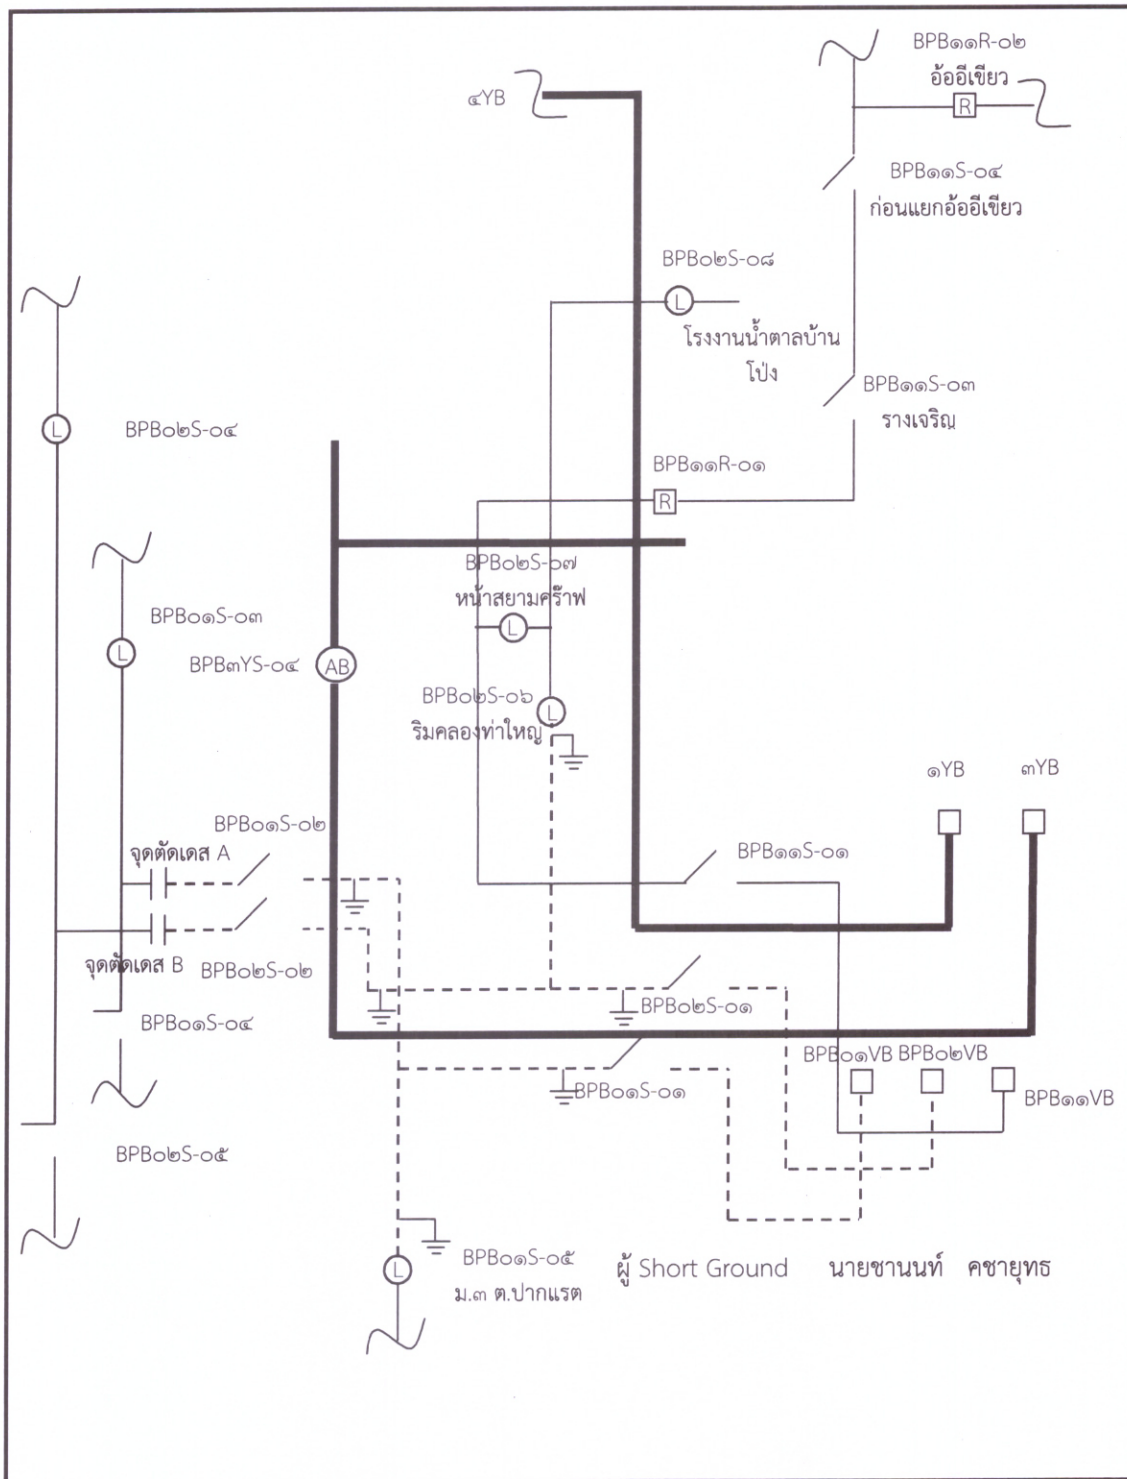 BPB๑๑R-๐๒
อ้ออีเขียว
๔YB
R
BPB๑๑S-๐๔
ก่อนแยกอ้ออีเขียว
BPB๐๒S-๐๘
L
โรงงานน้ำตาลบ้าน
โป่ง
BPB๑๑S-๐๓
รางเจริญ
L
BPB๐๒S-๐๔
BPB๑๑R-๐๑
R
BPB๐๒S-๐๗
หน้าสยามคร๊าฟ
L
BPB๐๑S-๐๓
L
BPB๓YS-๐๔
AB
BPB๐๒S-๐๖
ริมคลองท่าใหญ่
L
๑YB
๓YB
BPB๐๑S-๐๒
จุดตัดเดส A
BPB๑๑S-๐๑
จุดตัดเดส B
BPB๐๒S-๐๒
BPB๐๒S-๐๑
BPB๐๑S-๐๔
BPB๐๑VB
BPB๐๒VB
BPB๐๑S-๐๑
BPB๑๑VB
BPB๐๒S-๐๕
BPB๐๑S-๐๕
L
ม.๓ ต.ปากแรต
ผู้ Short Ground นายชานนท์ คชายุทธ